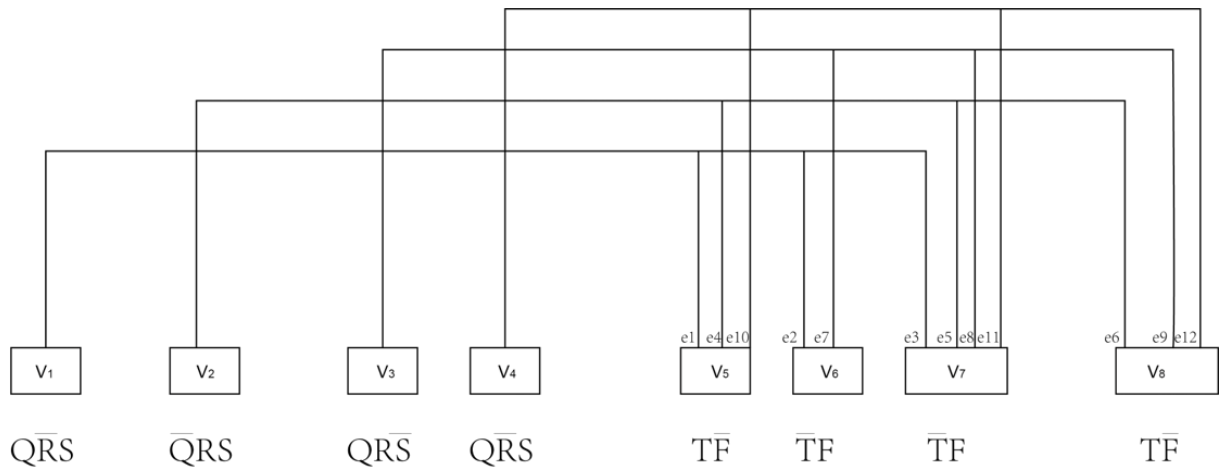 e1 e4 e10 e2 e7 e3 e5 e8 e11 e6 e9 e12
V₁ V₂ V₃ V₄ V₅ V₆ V₇ V₈
QR̅S Q̅RS QRS̅ QR̅S TF̅ T̅F T̅F TF̅